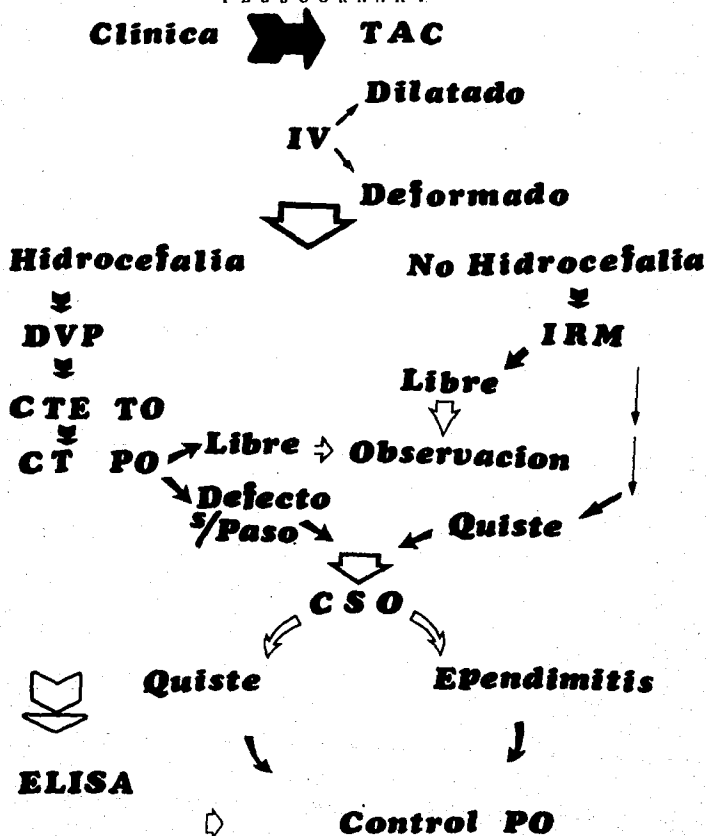 Clinica TAC
Dilatado
IV
Deformado
Hidrocefalia No Hidrocefalia
DVP IRM
Libre
CTE TO
CT PO Libre Observacion
Defecto
s/Paso Quiste
CSO
Quiste Ependimitis
ELISA
Control PO